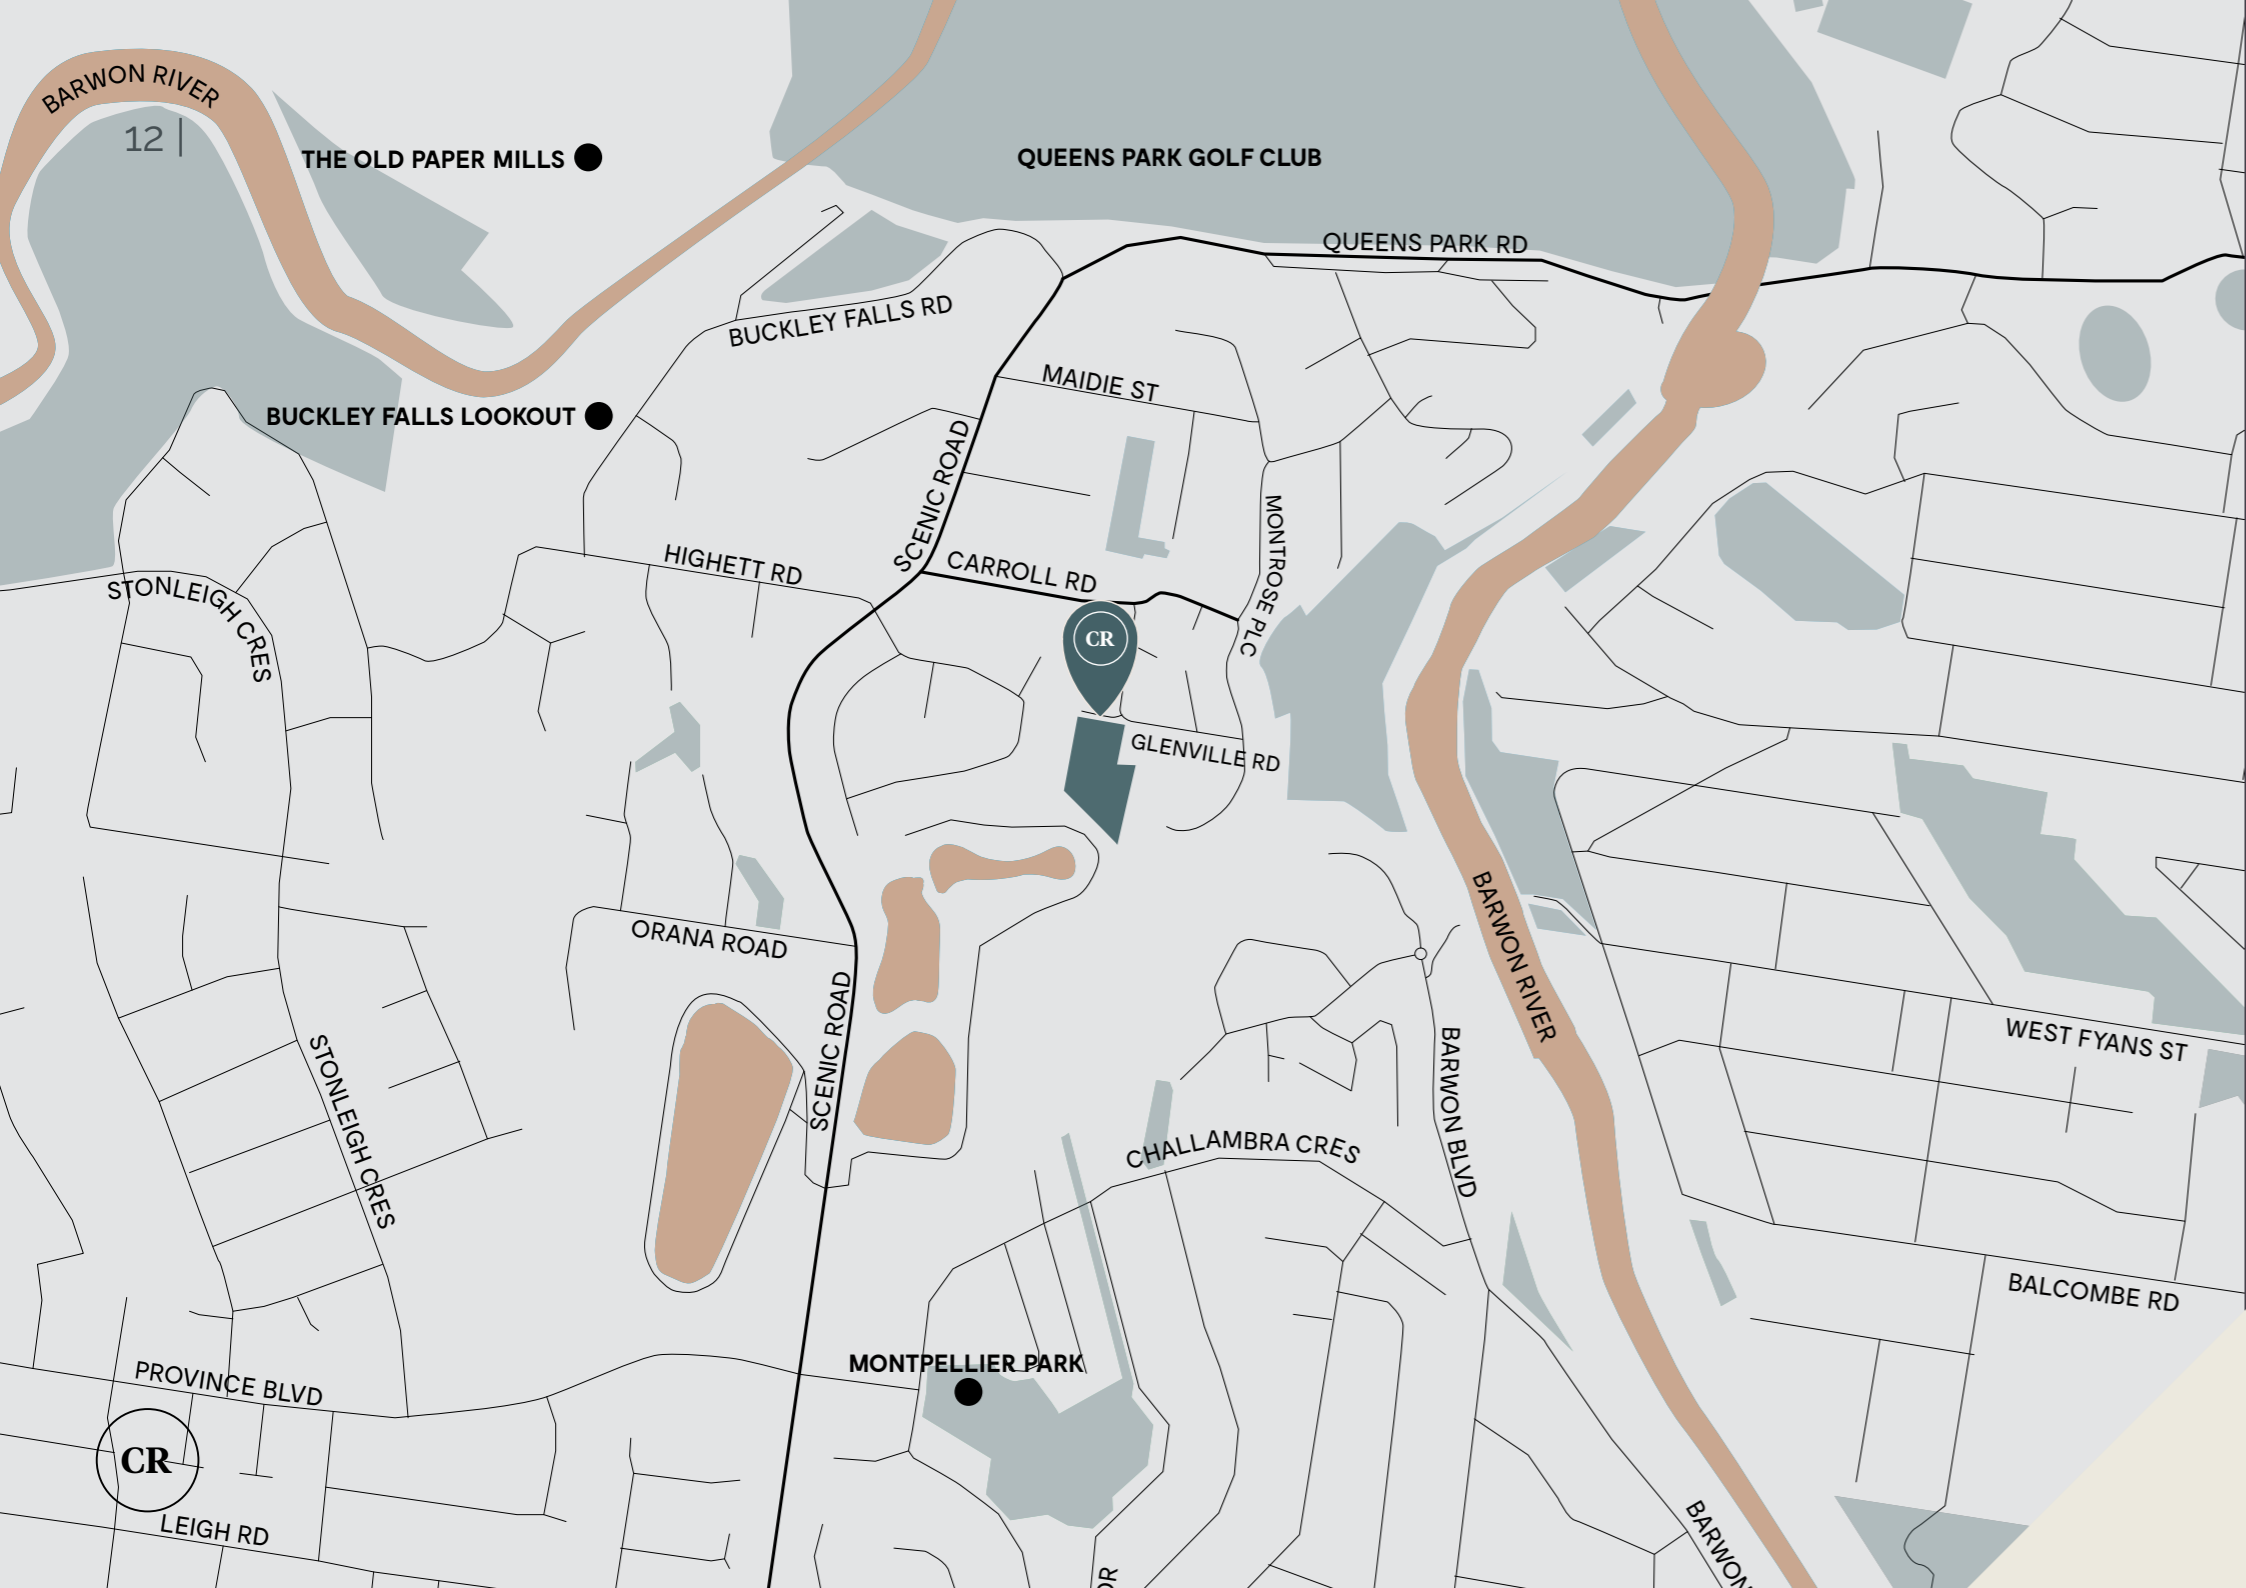 BARWON RIVER
12 |
THE OLD PAPER MILLS
QUEENS PARK GOLF CLUB
QUEENS PARK RD
BUCKLEY FALLS RD
MAIDIE ST
BUCKLEY FALLS LOOKOUT
SCENIC ROAD
MONTROSE PLC
HIGHETT RD
CARROLL RD
STONLEIGH CRES
CR
GLENVILLE RD
BARWON RIVER
ORANA ROAD
SCENIC ROAD
STONLEIGH CRES
BARWON BLVD
WEST FYANS ST
CHALLAMBRA CRES
BALCOMBE RD
MONTPELLIER PARK
PROVINCE BLVD
CR
LEIGH RD
BARWON
OR